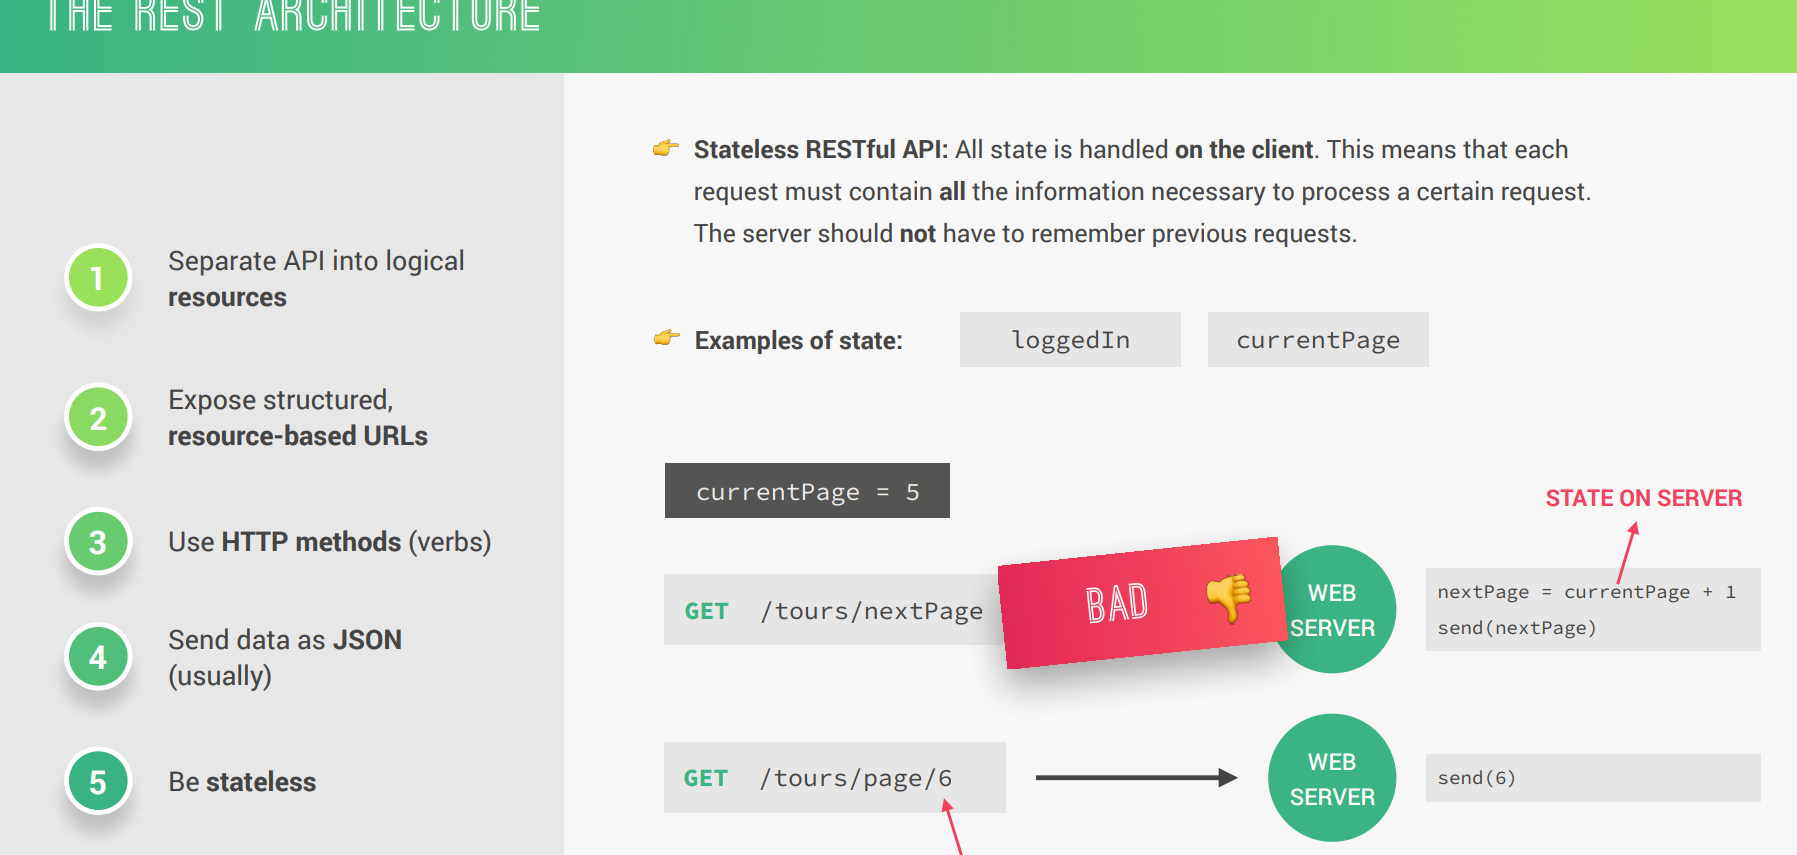 THE REST ARCHITECTURE
1
Separate API into logical
resources
2
Expose structured,
resource-based URLs
3
Use HTTP methods (verbs)
4
Send data as JSON
(usually)
5
Be stateless
Stateless RESTful API: All state is handled on the client. This means that each
request must contain all the information necessary to process a certain request.
The server should not have to remember previous requests.
Examples of state:
loggedIn
currentPage
currentPage = 5
STATE ON SERVER
GET /tours/nextPage
BAD
WEB
SERVER
nextPage = currentPage + 1
send(nextPage)
GET /tours/page/6
WEB
SERVER
send(6)